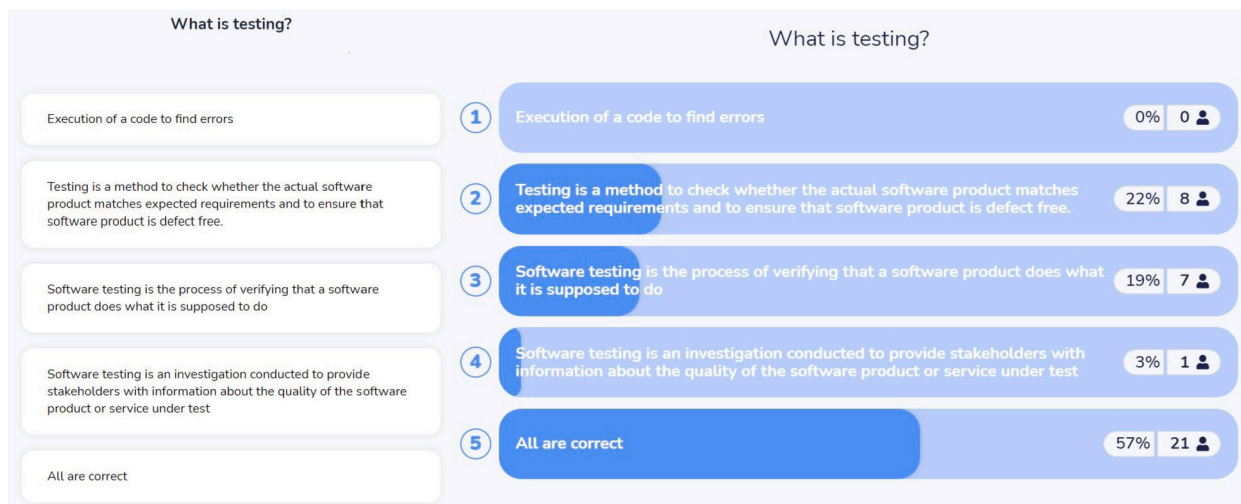 What is testing?
Execution of a code to find errors
Testing is a method to check whether the actual software
product matches expected requirements and to ensure that
software product is defect free.
Software testing is the process of verifying that a software
product does what it is supposed to do
Software testing is an investigation conducted to provide
stakeholders with information about the quality of the software
product or service under test
All are correct
What is testing?
1 Execution of a code to find errors 0% 0
2 Testing is a method to check whether the actual software product matches
expected requirements and to ensure that software product is defect free. 22% 8
3 Software testing is the process of verifying that a software product does what
it is supposed to do 19% 7
4 Software testing is an investigation conducted to provide stakeholders with
information about the quality of the software product or service under test 3% 1
5 All are correct 57% 21